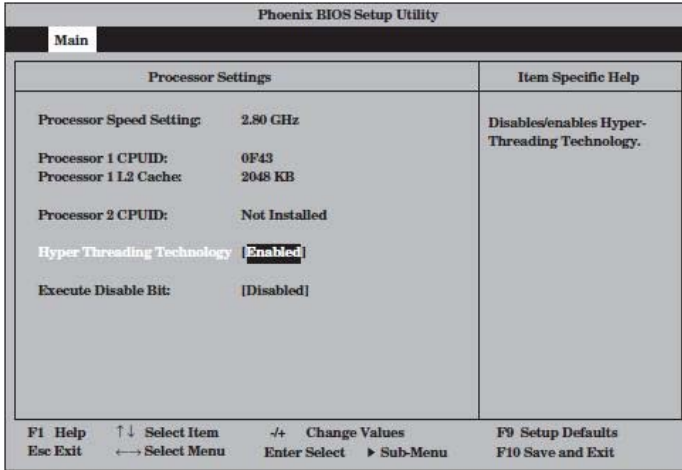 Phoenix BIOS Setup Utility
Main
Processor Settings
Item Specific Help
Processor Speed Setting: 2.80 GHz
Processor 1 CPUID: 0F43
Processor 1 L2 Cache: 2048 KB
Processor 2 CPUID: Not Installed
Hyper Threading Technology [Enabled]
Execute Disable Bit: [Disabled]
Disables/enables Hyper-
Threading Technology.
F1 Help ↑↓ Select Item -/+ Change Values F9 Setup Defaults
Esc Exit ←→ Select Menu Enter Select ▶ Sub-Menu F10 Save and Exit